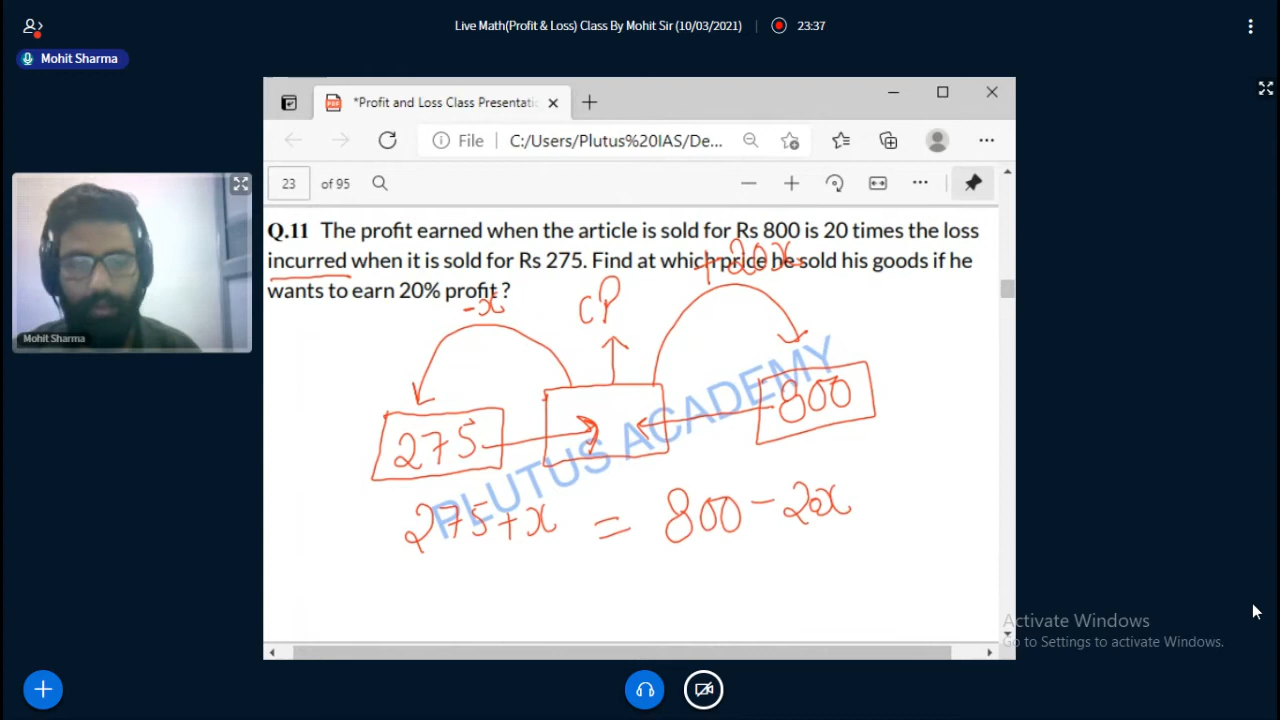 Live Math(Profit & Loss) Class By Mohit Sir (10/03/2021)
23:37
Mohit Sharma
*Profit and Loss Class Presentati
File
C:/Users/Plutus%20IAS/De...
23
of 95
Q.11 The profit earned when the article is sold for Rs 800 is 20 times the loss
incurred when it is sold for Rs 275. Find at which price he sold his goods if he
wants to earn 20% profit ?
+20x
-x
CP
275
800
275+x = 800-20x
PLUTUS ACADEMY
Mohit Sharma
Activate Windows
Go to Settings to activate Windows.